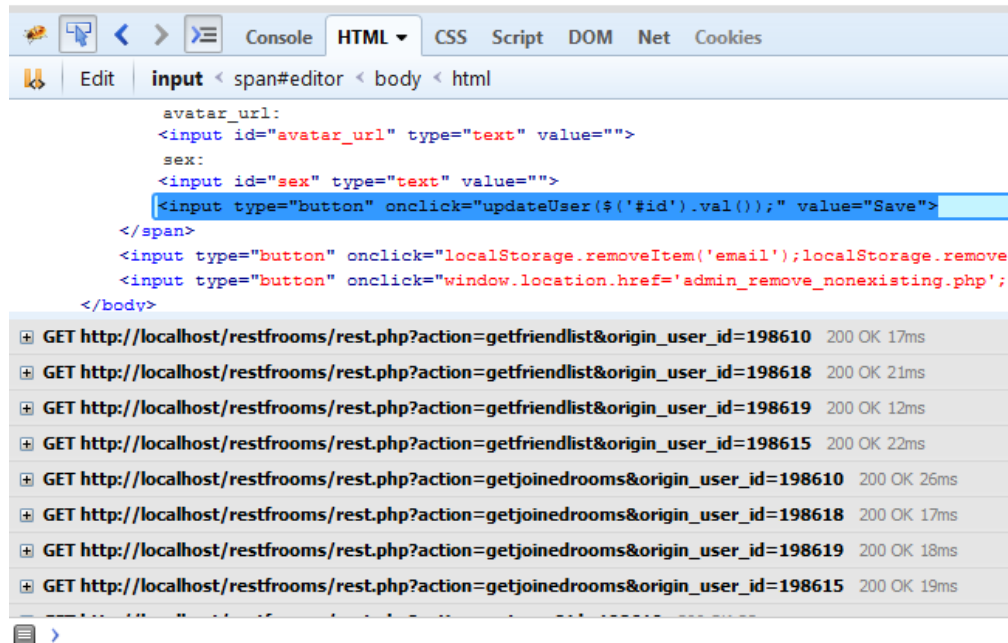 Console HTML CSS Script DOM Net Cookies
Edit input < span#editor < body < html
avatar_url:
<input id="avatar_url" type="text" value="">
sex:
<input id="sex" type="text" value="">
<input type="button" onclick="updateUser($('#id').val());" value="Save">
</span>
<input type="button" onclick="localStorage.removeItem('email');localStorage.remove
<input type="button" onclick="window.location.href='admin_remove_nonexisting.php';
</body>
GET http://localhost/restfrooms/rest.php?action=getfriendlist&origin_user_id=198610 200 OK 17ms
GET http://localhost/restfrooms/rest.php?action=getfriendlist&origin_user_id=198618 200 OK 21ms
GET http://localhost/restfrooms/rest.php?action=getfriendlist&origin_user_id=198619 200 OK 12ms
GET http://localhost/restfrooms/rest.php?action=getfriendlist&origin_user_id=198615 200 OK 22ms
GET http://localhost/restfrooms/rest.php?action=getjoinedrooms&origin_user_id=198610 200 OK 26ms
GET http://localhost/restfrooms/rest.php?action=getjoinedrooms&origin_user_id=198618 200 OK 17ms
GET http://localhost/restfrooms/rest.php?action=getjoinedrooms&origin_user_id=198619 200 OK 18ms
GET http://localhost/restfrooms/rest.php?action=getjoinedrooms&origin_user_id=198615 200 OK 19ms